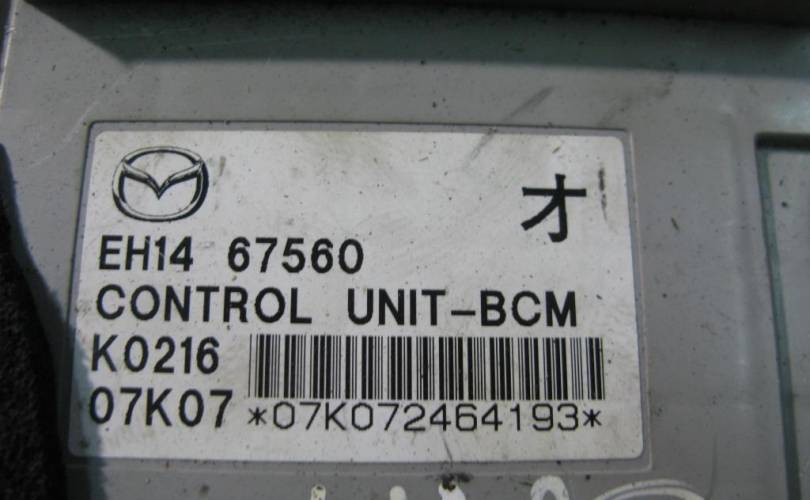 オ
EH14 67560
CONTROL UNIT-BCM
K0216
07K07 *07K072464193*